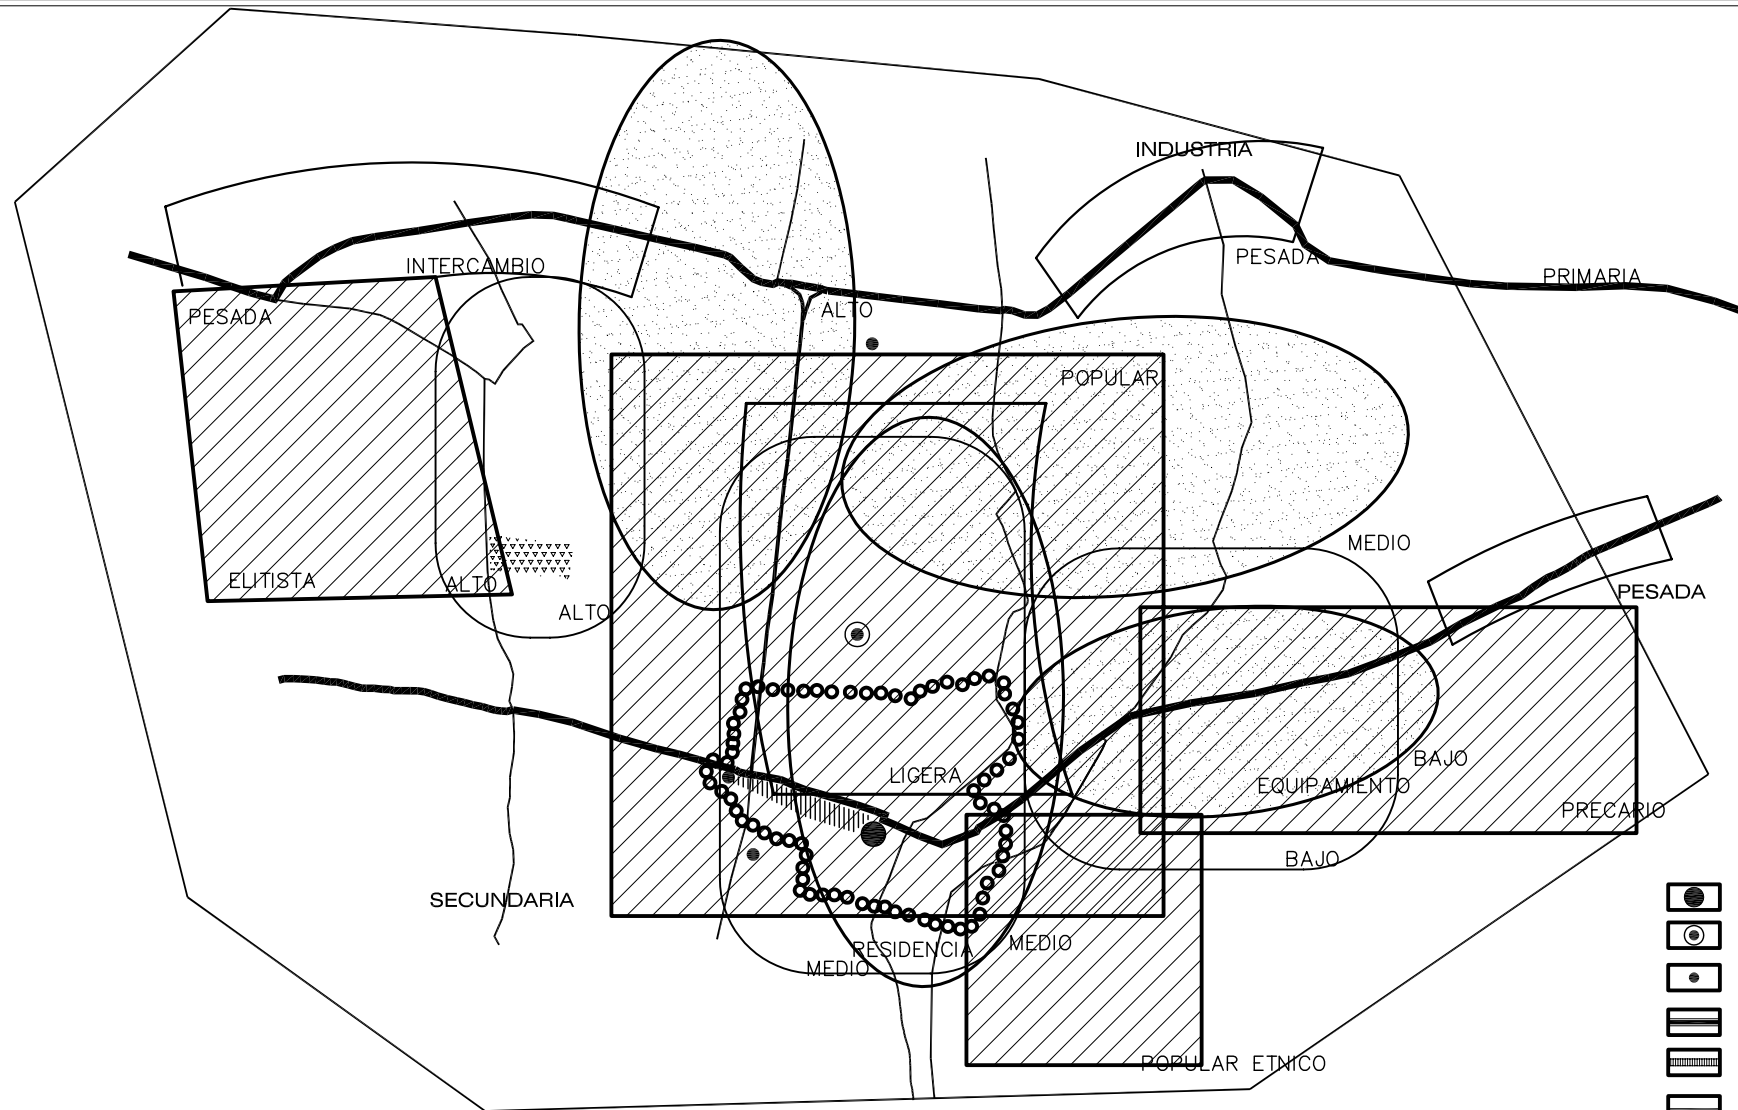 INDUSTRIA
PESADA
INTERCAMBIO
PRIMARIA
PESADA
ALTO
POPULAR
MEDIO
ELITISTA
ALTO
ALTO
PESADA
BAJO
LIGERA
EQUIPAMIENTO
PRECARIO
BAJO
SECUNDARIA
MEDIO
RESIDENCIA
MEDIO
POPULAR ETNICO